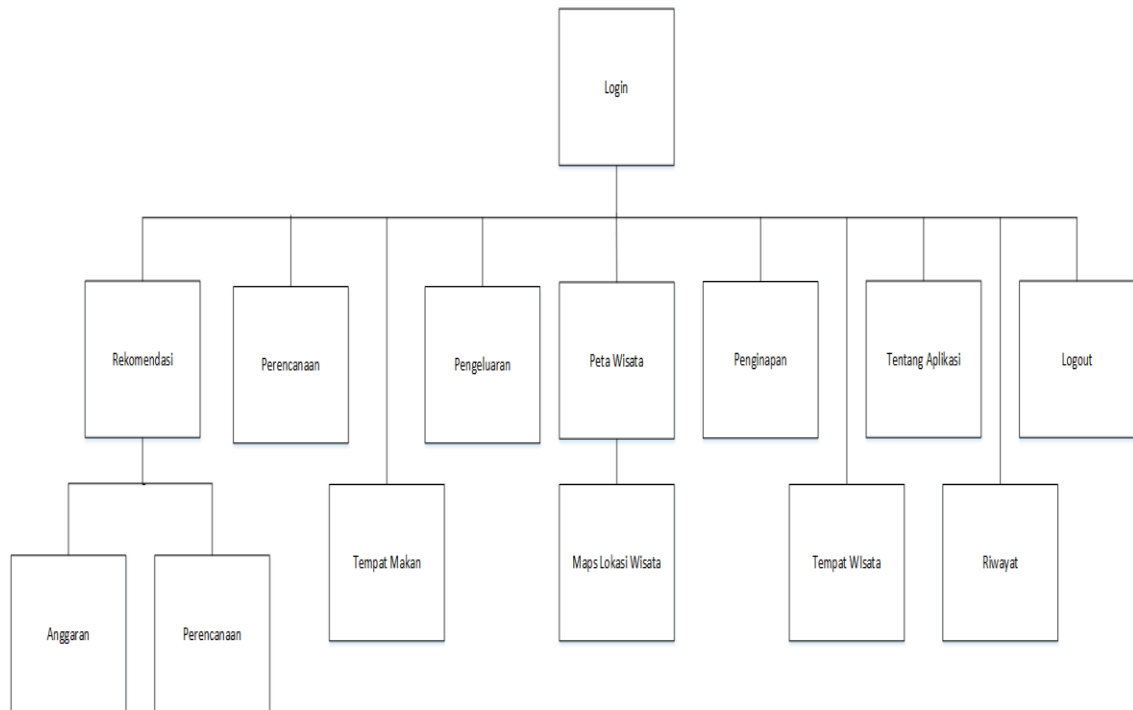 Login
Rekomendasi
Perencanaan
Pengeluaran
Peta Wisata
Penginapan
Tentang Aplikasi
Logout
Tempat Makan
Maps Lokasi Wisata
Tempat WIsata
Riwayat
Anggaran
Perencanaan